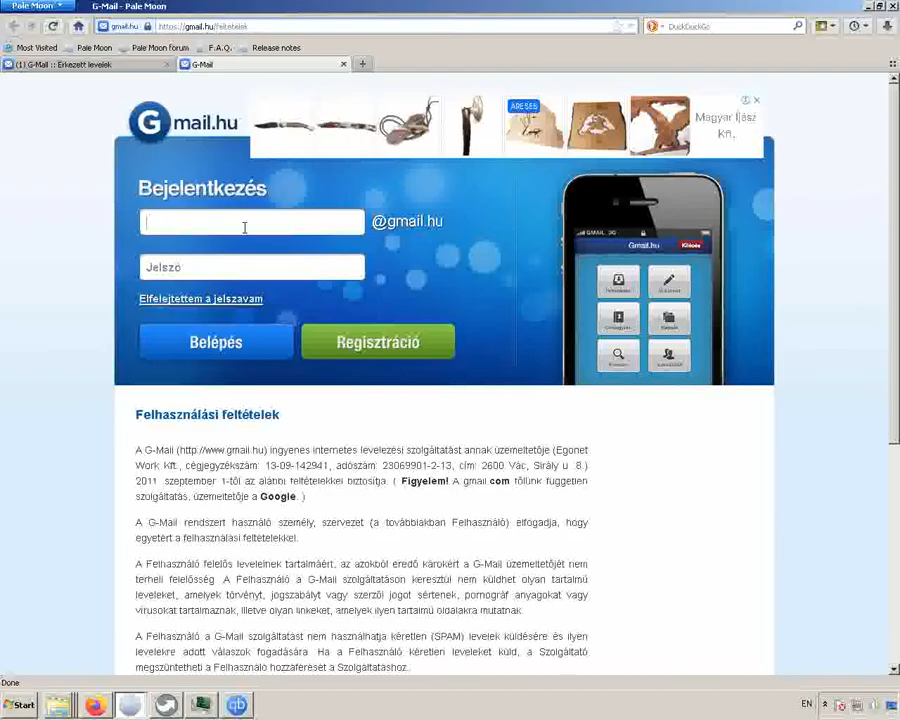 Pale Moon
G-Mail - Pale Moon
gmail.hu
https://gmail.hu/feltetelek
DuckDuckGo
Most Visited
Pale Moon
Pale Moon forum
F.A.Q.
Release notes
(1) G-Mail :: Érkezett levelek
G-Mail
Gmail.hu
Magyar Íjász
Kft.
Bejelentkezés
@gmail.hu
Jelszó
Elfelejtettem a jelszavam
Belépés
Regisztráció
GMAIL 3G
Gmail.hu
Felhasználási feltételek
A G-Mail (http://www.gmail.hu) ingyenes internetes levelezési szolgáltatást annak üzemeltetője (Egonet
Work Kft., cégjegyzékszám: 13-09-142941, adószám: 23069901-2-13, cím: 2600 Vác, Sirály u. 8.)
2011. szeptember 1-től az alábbi feltételekkel biztosítja. ( Figyelem! A gmail.com tőlünk független
szolgáltatás, üzemeltetője a Google. )
A G-Mail rendszert használó személy, szervezet (a továbbiakban Felhasználó) elfogadja, hogy
egyetért a felhasználási feltételekkel.
A Felhasználó felelős leveleinek tartalmáért, az azokból eredő károkért a G-Mail üzemeltetőjét nem
terheli felelősség. A Felhasználó a G-Mail szolgáltatáson keresztül nem küldhet olyan tartalmú
leveleket, amelyek törvényt, jogszabályt vagy szerzői jogot sértenek, pornográf anyagokat vagy
vírusokat tartalmaznak, illetve olyan linkeket, amelyek ilyen tartalmú oldalakra mutatnak.
A Felhasználó a G-Mail szolgáltatást nem használhatja kéretlen (SPAM) levelek küldésére és ilyen
levelekre adott válaszok fogadására. Ha a Felhasználó kéretlen leveleket küld, a Szolgáltató
megszüntetheti a Felhasználó hozzáférését a Szolgáltatáshoz.
Done
Start
EN